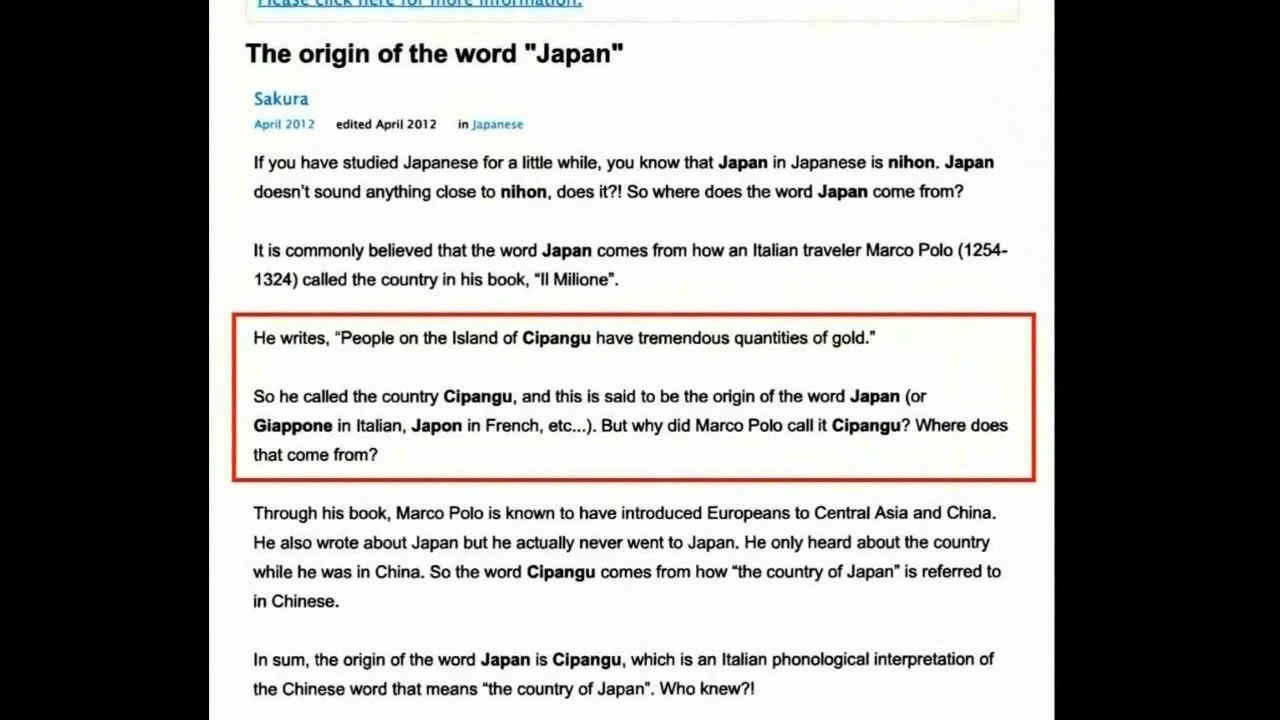 Please click here for more information.
The origin of the word "Japan"
Sakura
April 2012 edited April 2012 in Japanese
If you have studied Japanese for a little while, you know that Japan in Japanese is nihon. Japan
doesn't sound anything close to nihon, does it?! So where does the word Japan come from?
It is commonly believed that the word Japan comes from how an Italian traveler Marco Polo (1254-
1324) called the country in his book, “Il Milione”.
He writes, “People on the Island of Cipangu have tremendous quantities of gold.”
So he called the country Cipangu, and this is said to be the origin of the word Japan (or
Giappone in Italian, Japon in French, etc...). But why did Marco Polo call it Cipangu? Where does
that come from?
Through his book, Marco Polo is known to have introduced Europeans to Central Asia and China.
He also wrote about Japan but he actually never went to Japan. He only heard about the country
while he was in China. So the word Cipangu comes from how “the country of Japan” is referred to
in Chinese.
In sum, the origin of the word Japan is Cipangu, which is an Italian phonological interpretation of
the Chinese word that means “the country of Japan”. Who knew?!